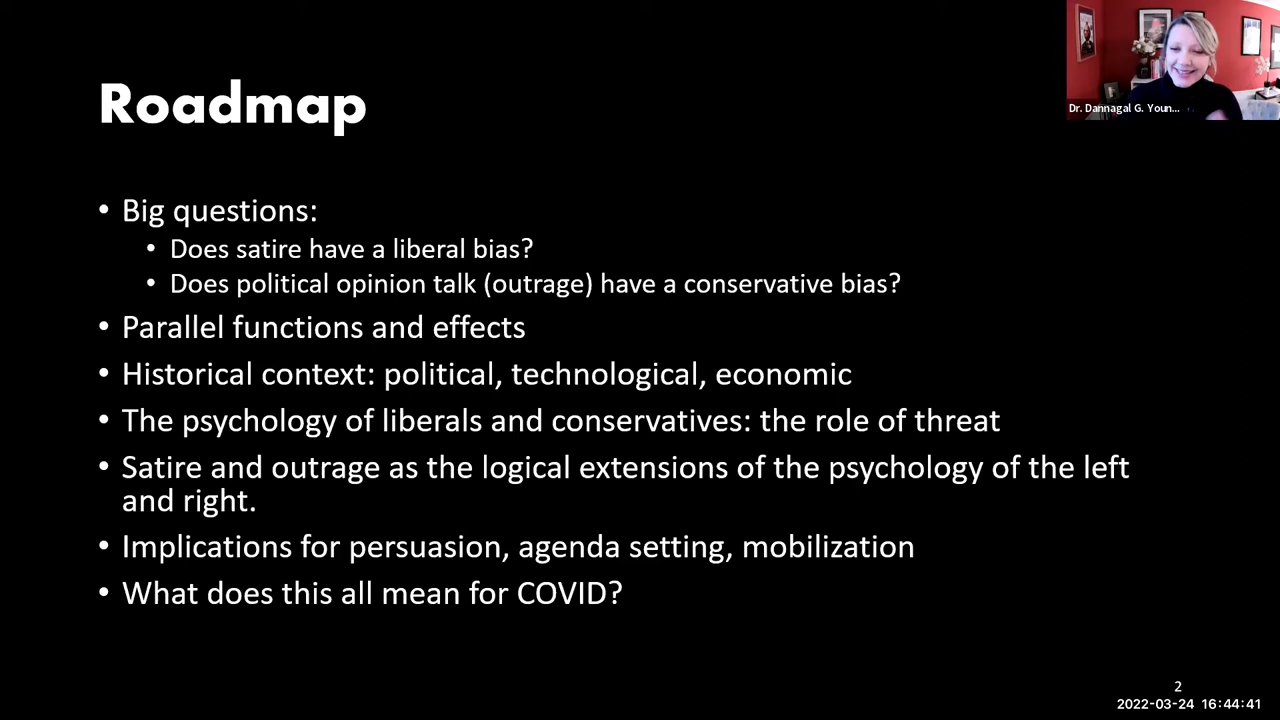 Dr. Dannagal G. Youn...
Roadmap
• Big questions:
• Does satire have a liberal bias?
• Does political opinion talk (outrage) have a conservative bias?
• Parallel functions and effects
• Historical context: political, technological, economic
• The psychology of liberals and conservatives: the role of threat
• Satire and outrage as the logical extensions of the psychology of the left
and right.
• Implications for persuasion, agenda setting, mobilization
• What does this all mean for COVID?
2
2022-03-24 16:44:41